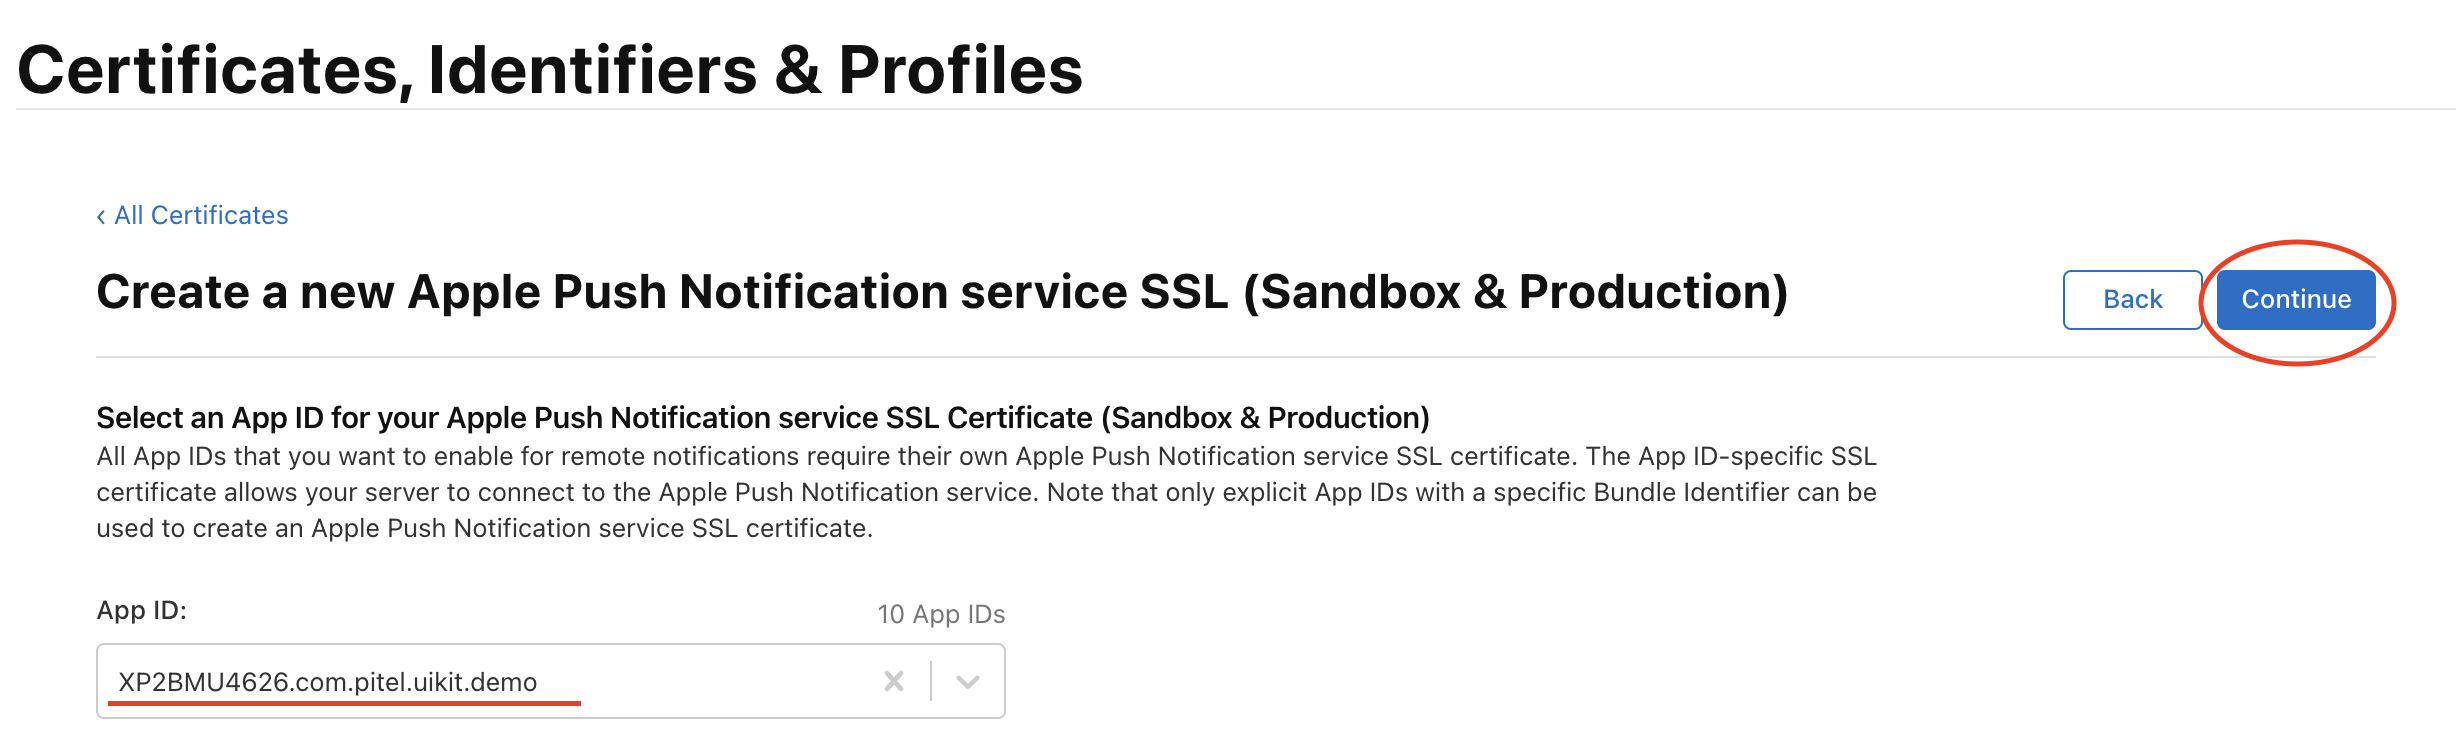 Certificates, Identifiers & Profiles
‹ All Certificates
Create a new Apple Push Notification service SSL (Sandbox & Production)
Back
Continue
Select an App ID for your Apple Push Notification service SSL Certificate (Sandbox & Production)
All App IDs that you want to enable for remote notifications require their own Apple Push Notification service SSL certificate. The App ID-specific SSL
certificate allows your server to connect to the Apple Push Notification service. Note that only explicit App IDs with a specific Bundle Identifier can be
used to create an Apple Push Notification service SSL certificate.
App ID:
10 App IDs
XP2BMU4626.com.pitel.uikit.demo